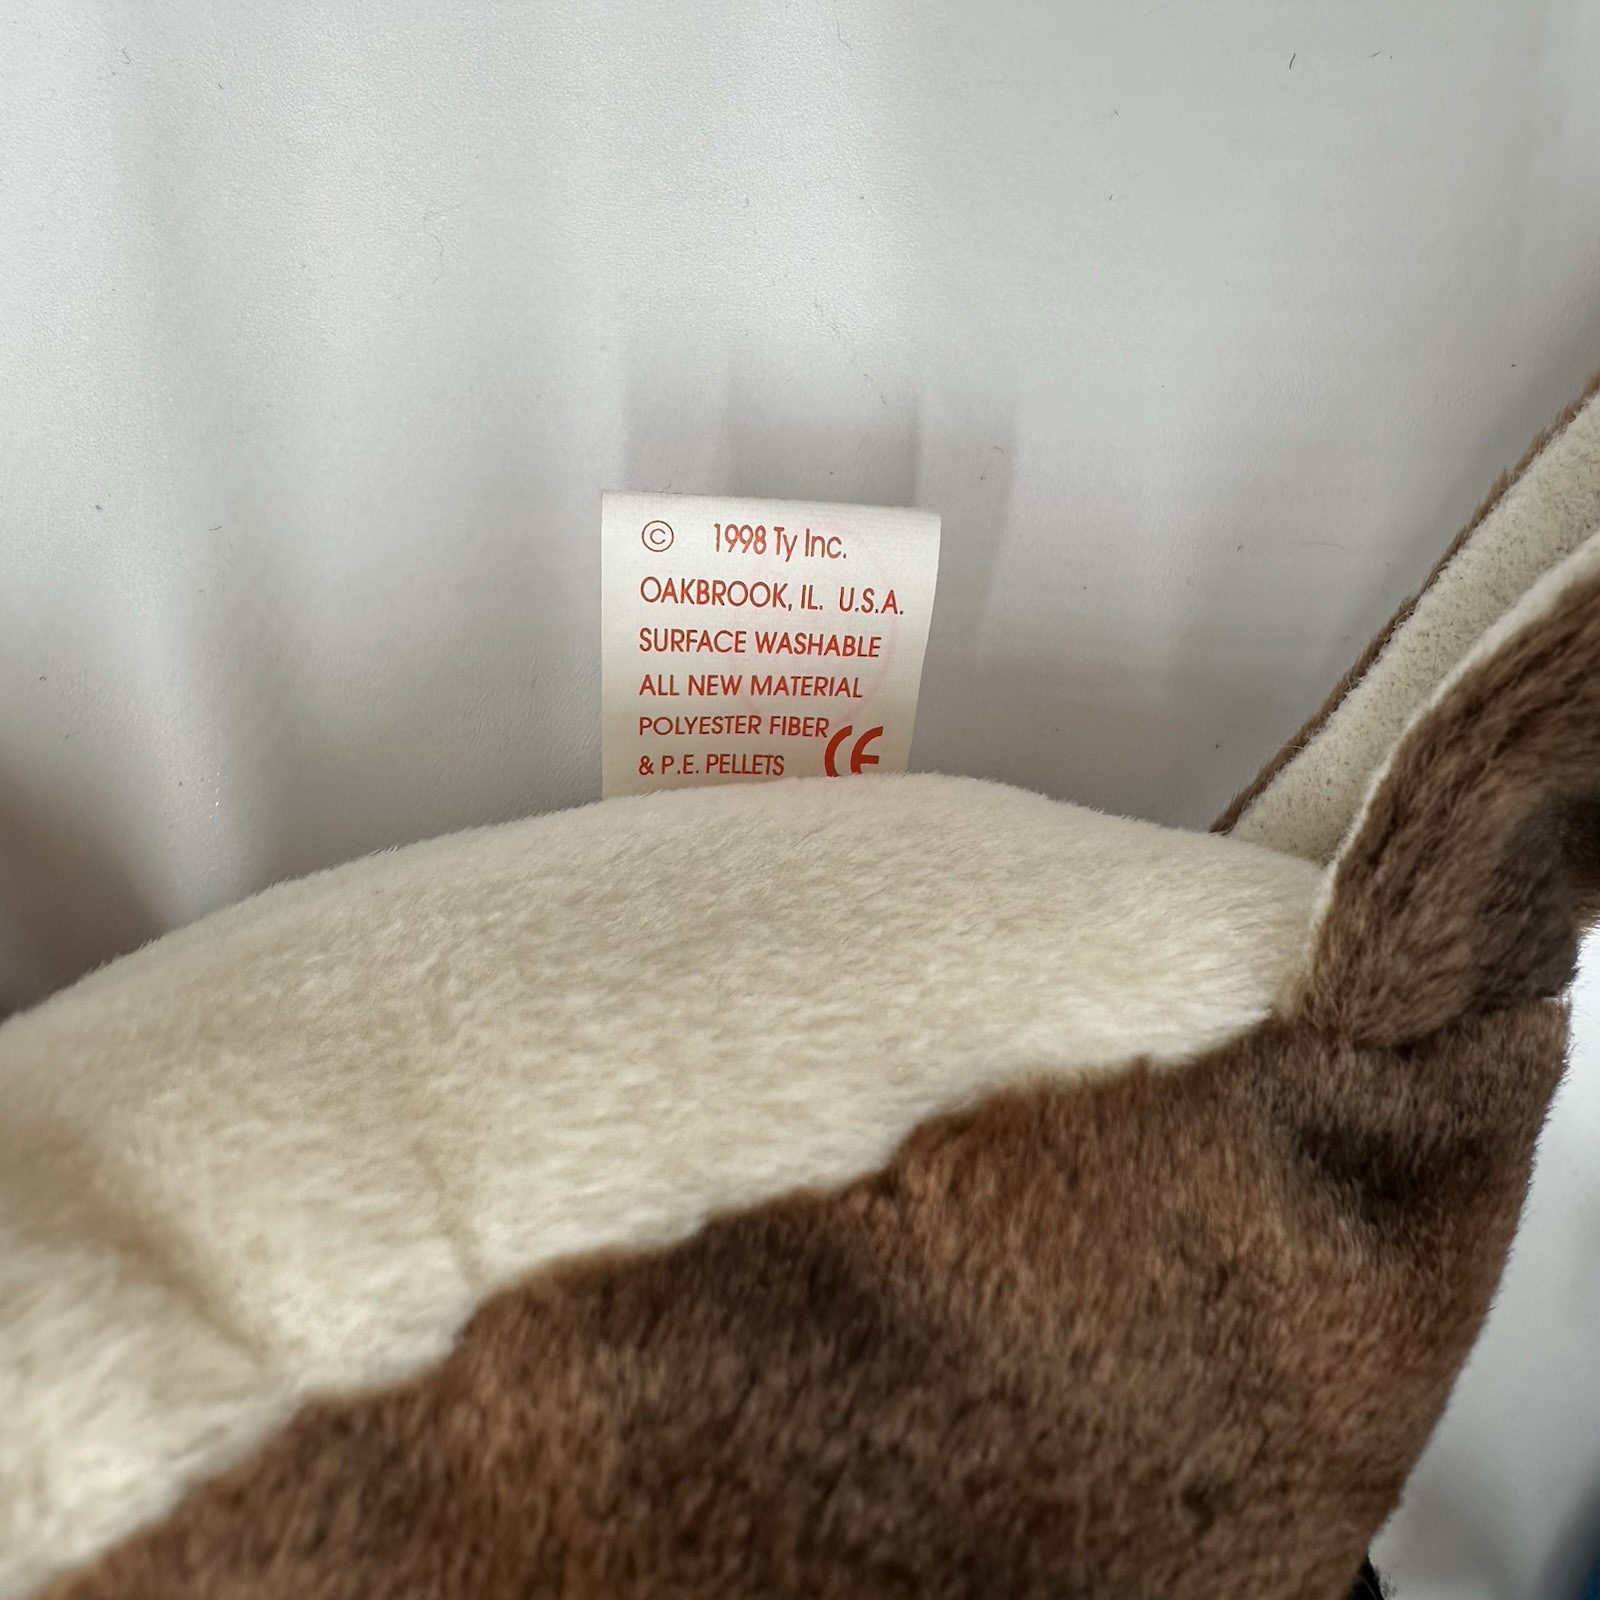 © 1998 Ty Inc.
OAKBROOK, IL. U.S.A.
SURFACE WASHABLE
ALL NEW MATERIAL
POLYESTER FIBER
& P.E. PELLETS CE